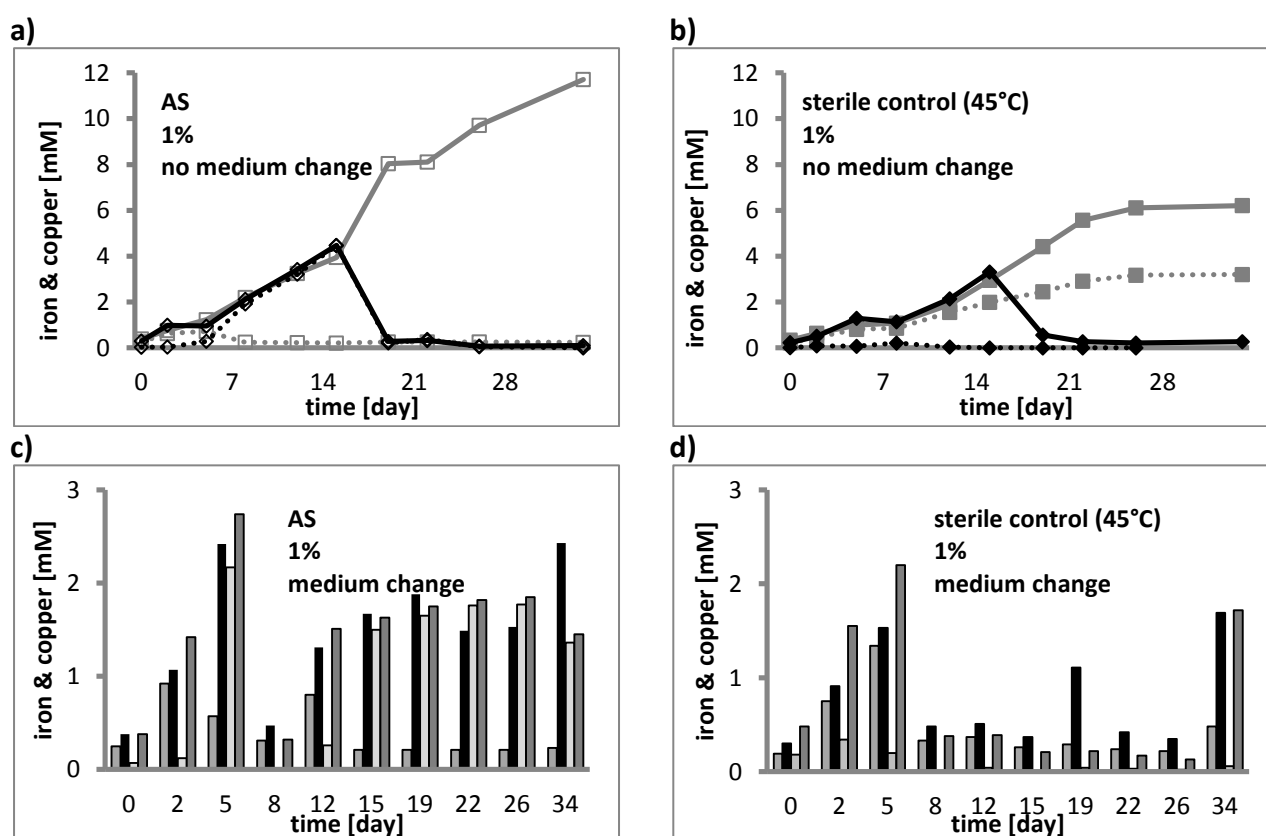 a)
iron & copper [mM]
12
10
8
6
4
2
0
AS
1%
no medium change
0 7 14 21 28
time [day]
b)
iron & copper [mM]
12
10
8
6
4
2
0
sterile control (45°C)
1%
no medium change
0 7 14 21 28
time [day]
c)
iron & copper [mM]
3
2
1
0
AS
1%
medium change
0 2 5 8 12 15 19 22 26 34
time [day]
d)
iron & copper [mM]
3
2
1
0
sterile control (45°C)
1%
medium change
0 2 5 8 12 15 19 22 26 34
time [day]